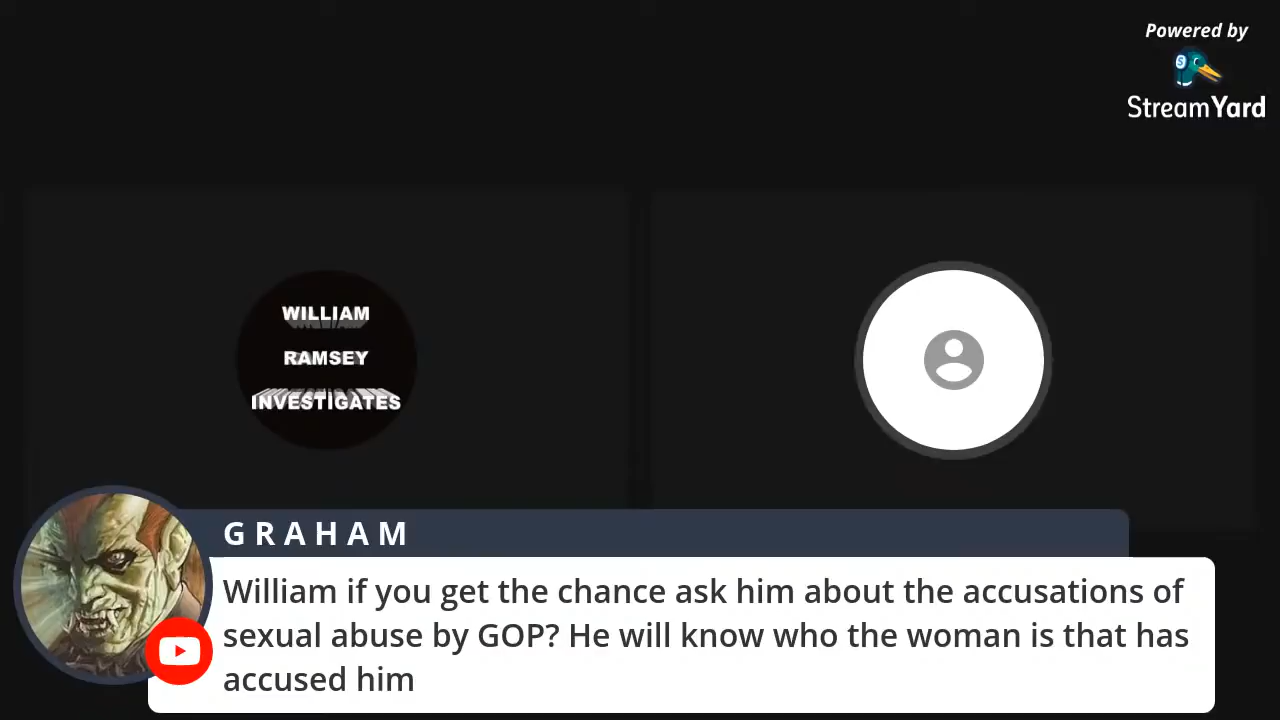 Powered by
StreamYard
WILLIAM
RAMSEY
INVESTIGATES
GRAHAM
William if you get the chance ask him about the accusations of
sexual abuse by GOP? He will know who the woman is that has
accused him